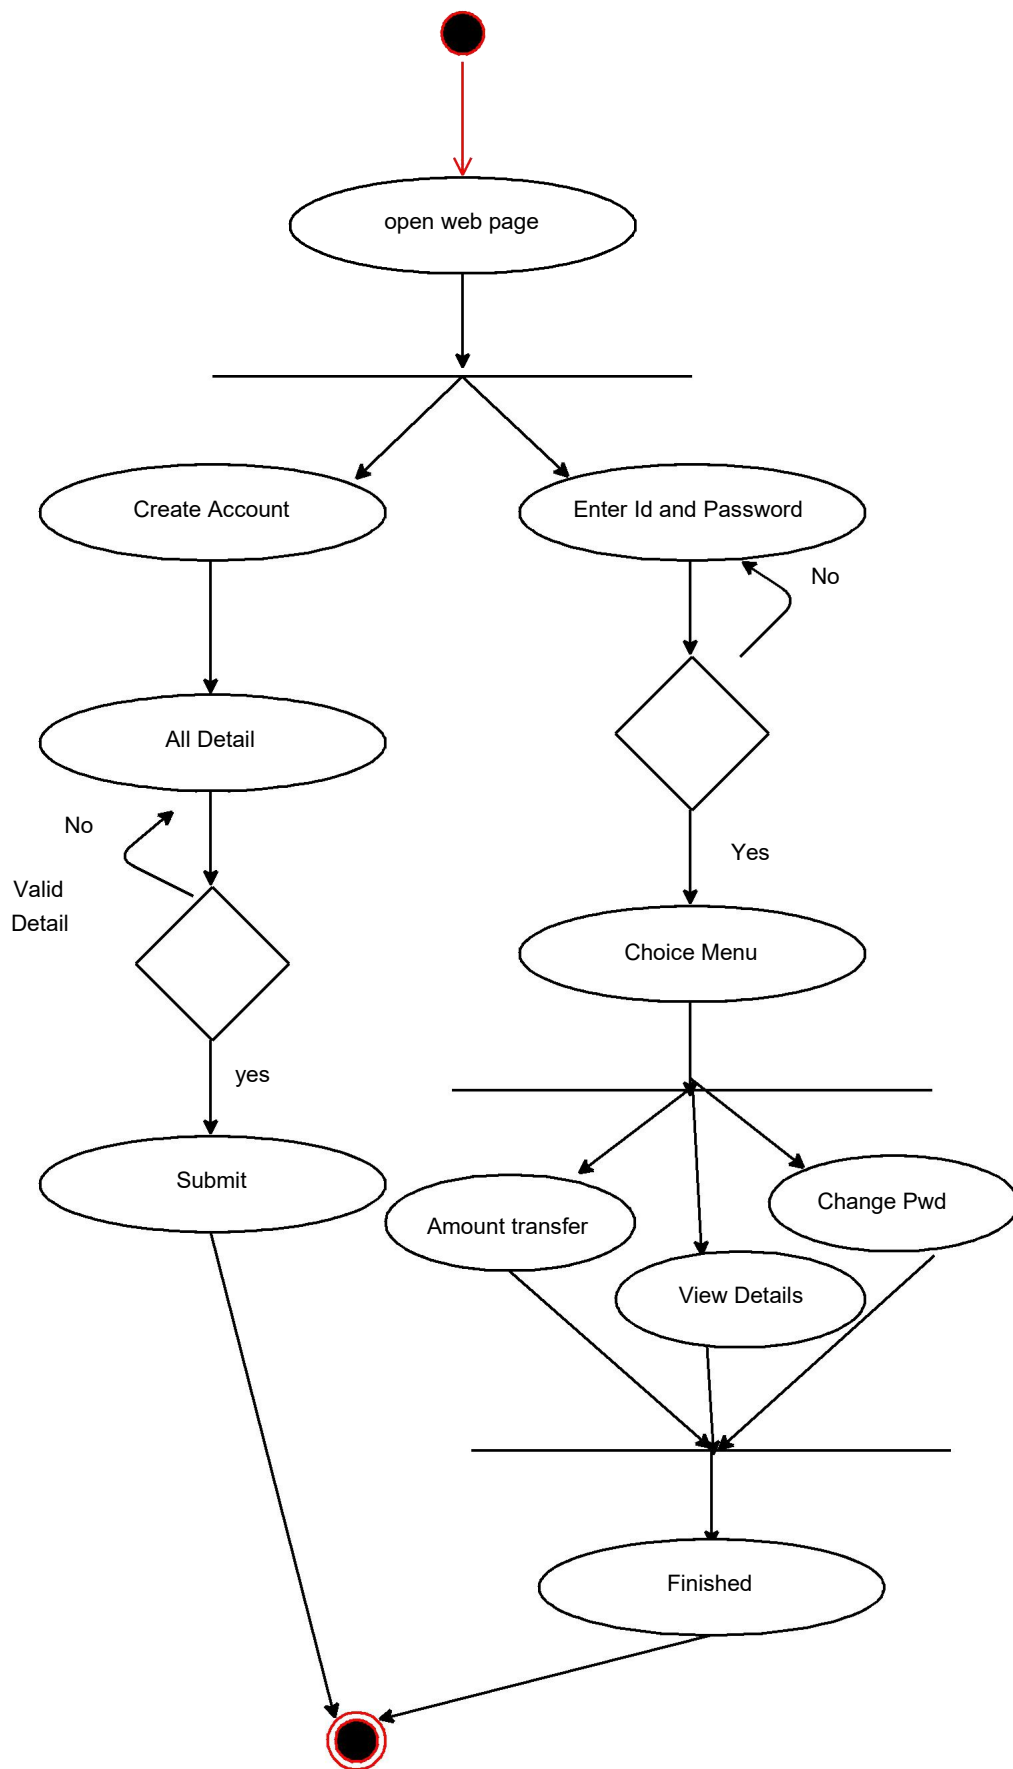 open web page
Create Account
Enter Id and Password
No
All Detail
No
Yes
Valid
Detail
Choice Menu
yes
Submit
Change Pwd
Amount transfer
View Details
Finished